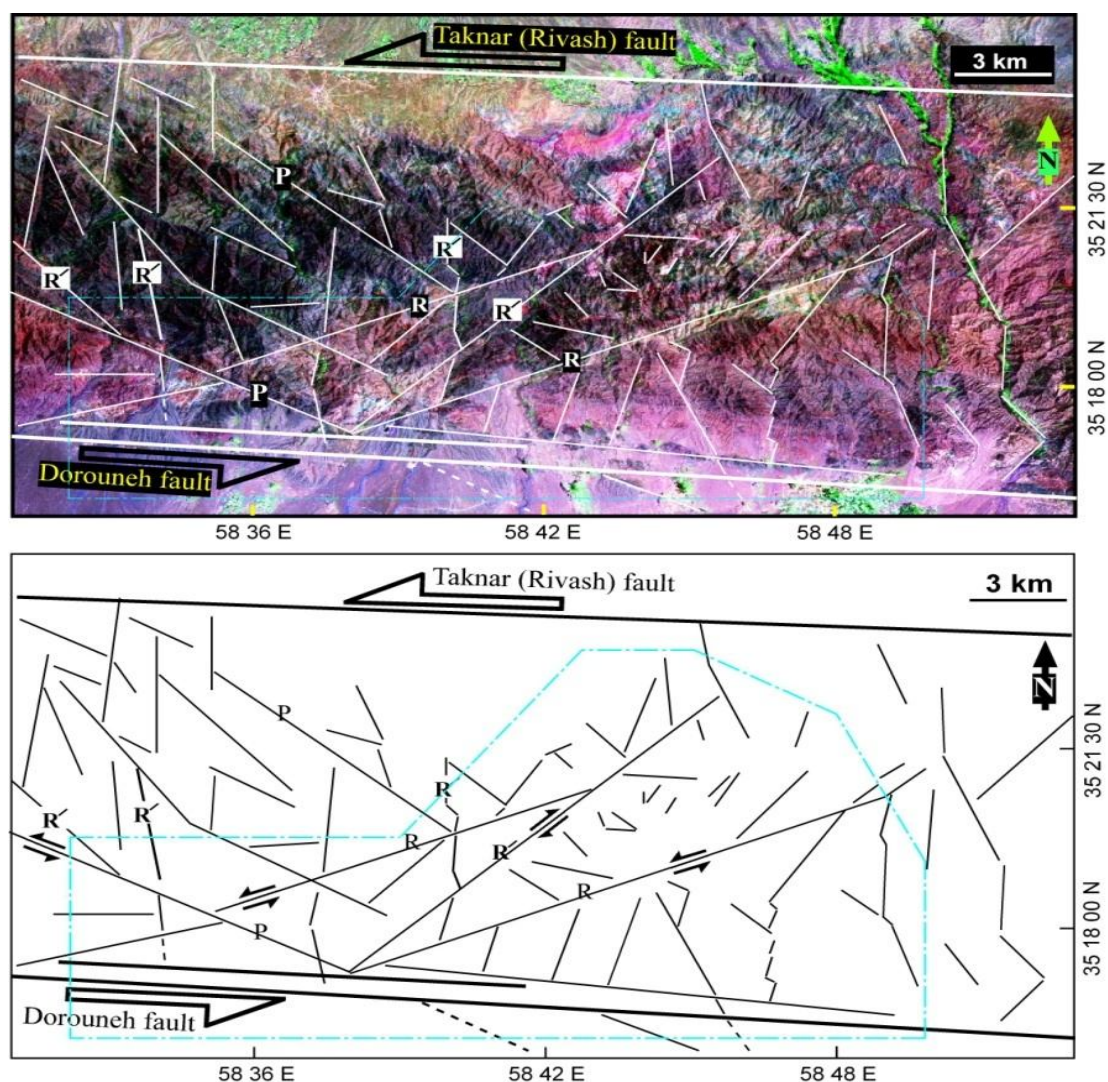 Taknar (Rivash) fault
3 km
N
P
R′
R′
R′
R
R′
R
P
35 21 30 N
35 18 00 N
Dorouneh fault
58 36 E
58 42 E
58 48 E
Taknar (Rivash) fault
3 km
N
P
R′
R′
R′
R
R′
R
P
35 21 30 N
35 18 00 N
Dorouneh fault
58 36 E
58 42 E
58 48 E